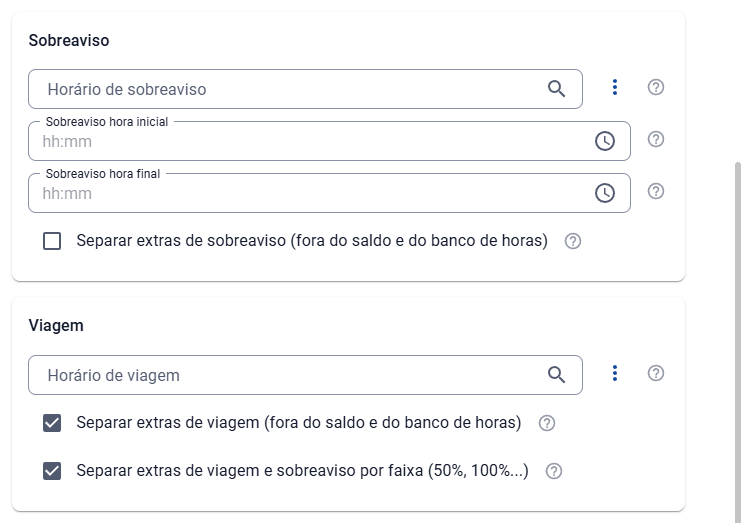 Sobreaviso
Horário de sobreaviso
Sobreaviso hora inicial
hh:mm
Sobreaviso hora final
hh:mm
Separar extras de sobreaviso (fora do saldo e do banco de horas)
Viagem
Horário de viagem
Separar extras de viagem (fora do saldo e do banco de horas)
Separar extras de viagem e sobreaviso por faixa (50%, 100%...)